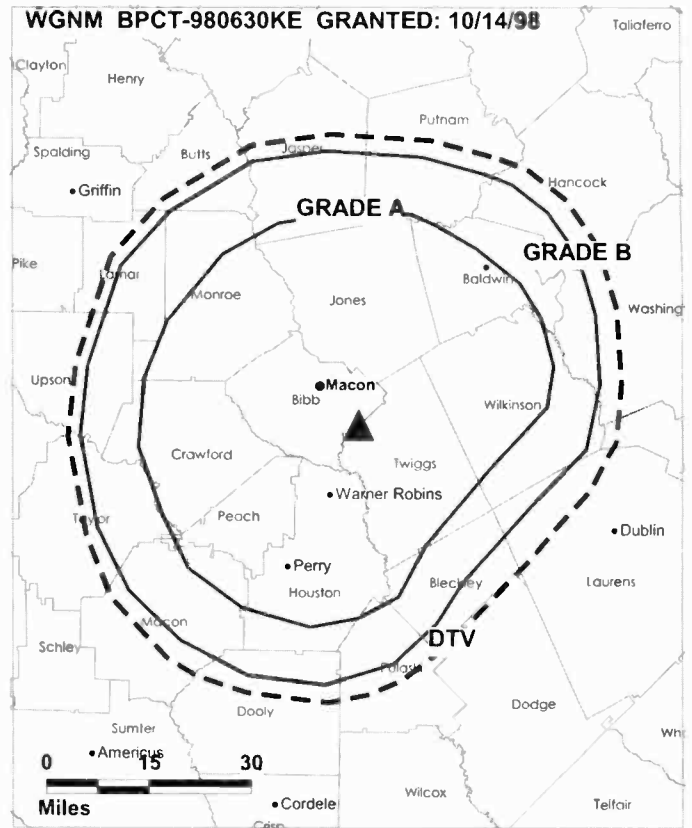 WGNM BPCT-980630KE GRANTED: 10/14/98
Taliaferro
Clayton
Henry
Putnam
Jasper
Spalding
Butts
Griffin
Hancock
GRADE A
GRADE B
Pike
Lamar
Baldwin
Monroe
Jones
Washing
Upson
Macon
Bibb
Wilkinson
Crawford
Twiggs
Warner Robins
Peach
Taylor
Dublin
Perry
Bleckley
Laurens
Houston
Macon
DTV
Schley
Pulaski
Dooly
Dodge
Sumter
Americus
0 15 30
Miles
Cordele
Wilcox
Telfair
Crisp